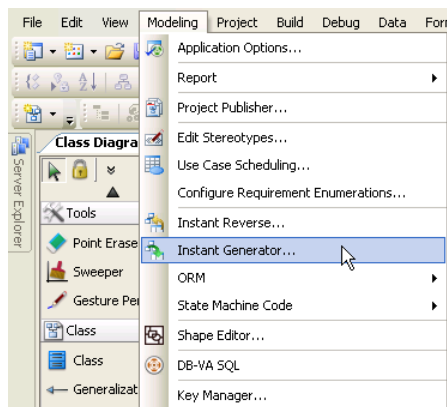 File Edit View Modeling Project Build Debug Data For
Application Options...
Report
Project Publisher...
Edit Stereotypes...
Class Diagra
Use Case Scheduling...
Server Explorer
Configure Requirement Enumerations...
Tools
Instant Reverse...
Point Erase
Instant Generator...
Sweeper
ORM
Gesture Pe
State Machine Code
Class
Shape Editor...
Class
DB-VA SQL
Generalizat
Key Manager...